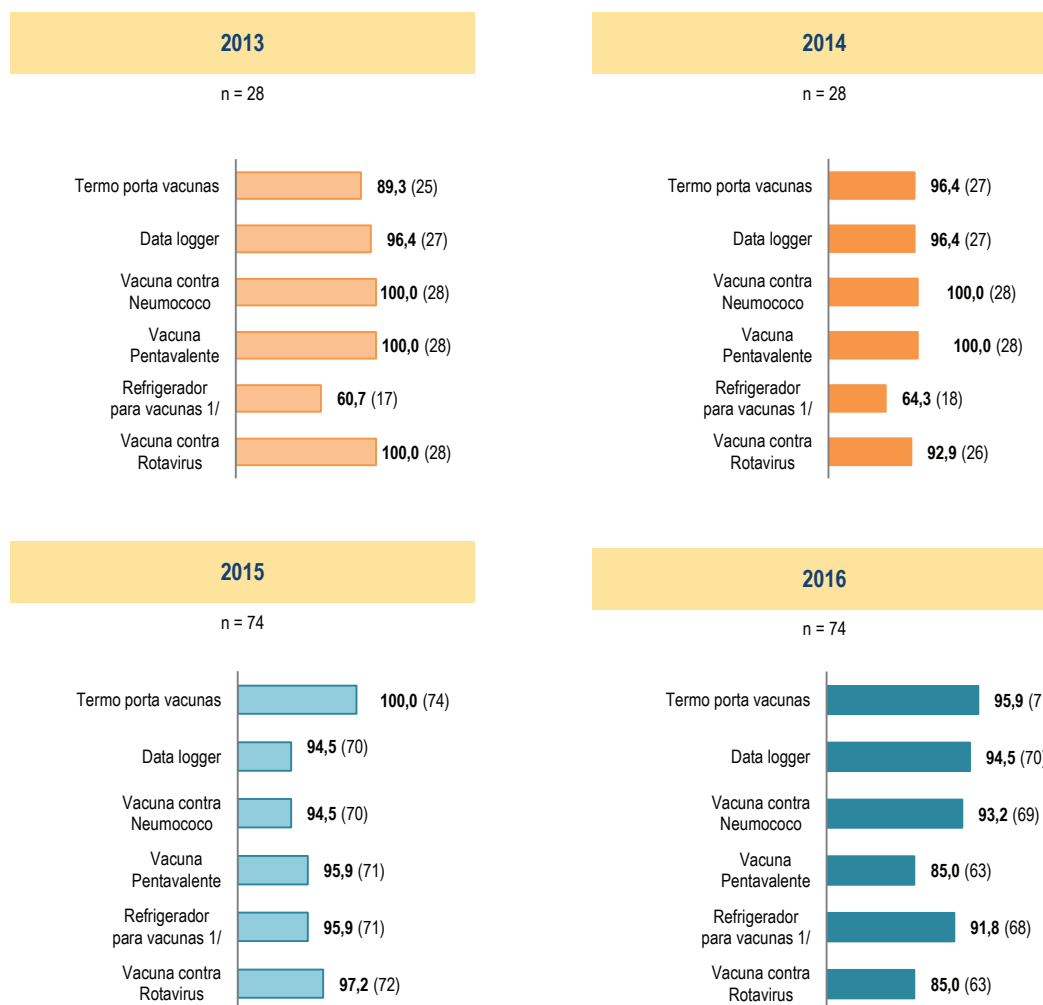 2013
n = 28
Termo porta vacunas 89,3 (25)
Data logger 96,4 (27)
Vacuna contra
Neumococo 100,0 (28)
Vacuna
Pentavalente 100,0 (28)
Refrigerador
para vacunas 1/ 60,7 (17)
Vacuna contra
Rotavirus 100,0 (28)
2014
n = 28
Termo porta vacunas 96,4 (27)
Data logger 96,4 (27)
Vacuna contra
Neumococo 100,0 (28)
Vacuna
Pentavalente 100,0 (28)
Refrigerador
para vacunas 1/ 64,3 (18)
Vacuna contra
Rotavirus 92,9 (26)
2015
n = 74
Termo porta vacunas 100,0 (74)
Data logger 94,5 (70)
Vacuna contra
Neumococo 94,5 (70)
Vacuna
Pentavalente 95,9 (71)
Refrigerador
para vacunas 1/ 95,9 (71)
Vacuna contra
Rotavirus 97,2 (72)
2016
n = 74
Termo porta vacunas 95,9 (7
Data logger 94,5 (70)
Vacuna contra
Neumococo 93,2 (69)
Vacuna
Pentavalente 85,0 (63)
Refrigerador
para vacunas 1/ 91,8 (68)
Vacuna contra
Rotavirus 85,0 (63)